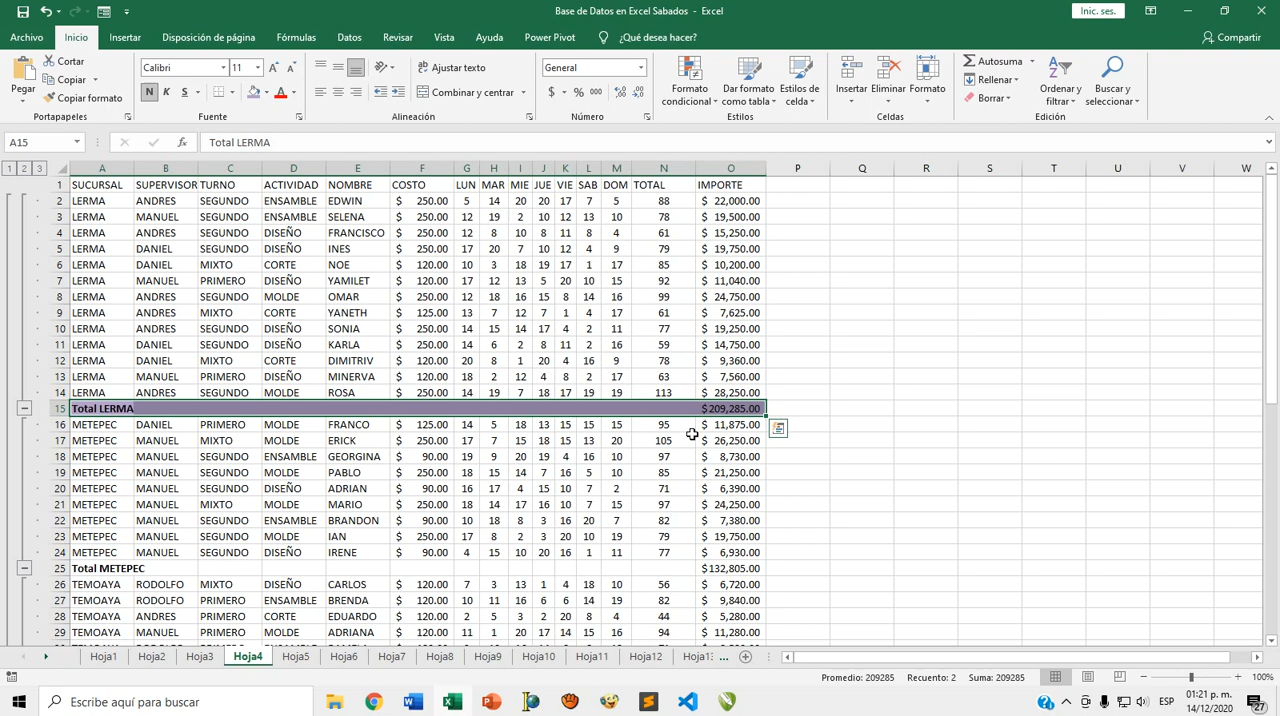 Base de Datos en Excel Sabados - Excel
Inic. ses.
Archivo Inicio Insertar Disposición de página Fórmulas Datos Revisar Vista Ayuda Power Pivot ¿Qué desea hacer? Compartir
Pegar
Cortar
Copiar
Copiar formato
Portapapeles
Calibri 11
N K S
Fuente
Ajustar texto
Combinar y centrar
Alineación
General
$ % 000
Número
Formato condicional
Dar formato como tabla
Estilos de celda
Estilos
Insertar Eliminar Formato
Celdas
Autosuma
Rellenar
Borrar
Ordenar y filtrar
Buscar y seleccionar
Edición
A15 fx Total LERMA
1 2 3 A B C D E F G H I J K L M N O P Q R S T U V W
1 SUCURSAL SUPERVISOR TURNO ACTIVIDAD NOMBRE COSTO LUN MAR MIE JUE VIE SAB DOM TOTAL IMPORTE
2 LERMA ANDRES SEGUNDO ENSAMBLE EDWIN $ 250.00 5 14 20 20 17 7 5 88 $ 22,000.00
3 LERMA MANUEL SEGUNDO ENSAMBLE SELENA $ 250.00 12 19 2 10 12 13 10 78 $ 19,500.00
4 LERMA ANDRES SEGUNDO DISEÑO FRANCISCO $ 250.00 12 8 10 8 11 8 4 61 $ 15,250.00
5 LERMA DANIEL SEGUNDO DISEÑO INES $ 250.00 17 20 7 10 12 4 9 79 $ 19,750.00
6 LERMA DANIEL MIXTO CORTE NOE $ 120.00 10 3 18 19 17 1 17 85 $ 10,200.00
7 LERMA MANUEL PRIMERO DISEÑO YAMILET $ 120.00 17 12 13 5 20 10 15 92 $ 11,040.00
8 LERMA ANDRES SEGUNDO MOLDE OMAR $ 250.00 12 18 16 15 8 14 16 99 $ 24,750.00
9 LERMA ANDRES MIXTO CORTE YANETH $ 125.00 13 7 12 7 1 4 17 61 $ 7,625.00
10 LERMA ANDRES SEGUNDO DISEÑO SONIA $ 250.00 14 15 14 17 4 2 11 77 $ 19,250.00
11 LERMA DANIEL SEGUNDO DISEÑO KARLA $ 250.00 14 6 2 8 11 2 16 59 $ 14,750.00
12 LERMA DANIEL MIXTO CORTE DIMITRIV $ 120.00 20 8 1 20 4 16 9 78 $ 9,360.00
13 LERMA MANUEL PRIMERO DISEÑO MINERVA $ 120.00 18 2 12 4 8 2 17 63 $ 7,560.00
14 LERMA ANDRES SEGUNDO MOLDE ROSA $ 250.00 14 19 7 18 17 19 19 113 $ 28,250.00
15 Total LERMA $209,285.00
16 METEPEC DANIEL PRIMERO MOLDE FRANCO $ 125.00 14 5 18 13 15 15 15 95 $ 11,875.00
17 METEPEC MANUEL MIXTO MOLDE ERICK $ 250.00 17 7 15 18 15 13 20 105 $ 26,250.00
18 METEPEC MANUEL SEGUNDO ENSAMBLE GEORGINA $ 90.00 19 9 20 19 4 16 10 97 $ 8,730.00
19 METEPEC MANUEL SEGUNDO MOLDE PABLO $ 250.00 18 15 14 7 16 5 10 85 $ 21,250.00
20 METEPEC MANUEL SEGUNDO DISEÑO ADRIAN $ 90.00 16 17 4 15 10 7 2 71 $ 6,390.00
21 METEPEC MANUEL MIXTO MOLDE MARIO $ 250.00 18 14 17 16 10 7 15 97 $ 24,250.00
22 METEPEC MANUEL SEGUNDO ENSAMBLE BRANDON $ 90.00 10 18 8 3 16 20 7 82 $ 7,380.00
23 METEPEC MANUEL SEGUNDO MOLDE IAN $ 250.00 17 8 2 3 20 10 19 79 $ 19,750.00
24 METEPEC MANUEL SEGUNDO DISEÑO IRENE $ 90.00 4 15 10 20 16 1 11 77 $ 6,930.00
25 Total METEPEC $132,805.00
26 TEMOAYA RODOLFO MIXTO DISEÑO CARLOS $ 120.00 7 3 13 1 4 18 10 56 $ 6,720.00
27 TEMOAYA RODOLFO PRIMERO ENSAMBLE BRENDA $ 120.00 10 11 16 6 6 14 19 82 $ 9,840.00
28 TEMOAYA ANDRES PRIMERO CORTE EDUARDO $ 120.00 2 5 3 2 20 8 4 44 $ 5,280.00
29 TEMOAYA MANUEL PRIMERO MOLDE ADRIANA $ 120.00 11 1 20 17 14 15 16 94 $ 11,280.00
Hoja1 Hoja2 Hoja3 Hoja4 Hoja5 Hoja6 Hoja7 Hoja8 Hoja9 Hoja10 Hoja11 Hoja12 Hoja1 ...
Promedio: 209285 Recuento: 2 Suma: 209285 100%
Escribe aquí para buscar
ESP
01:21 p. m.
14/12/2020
27